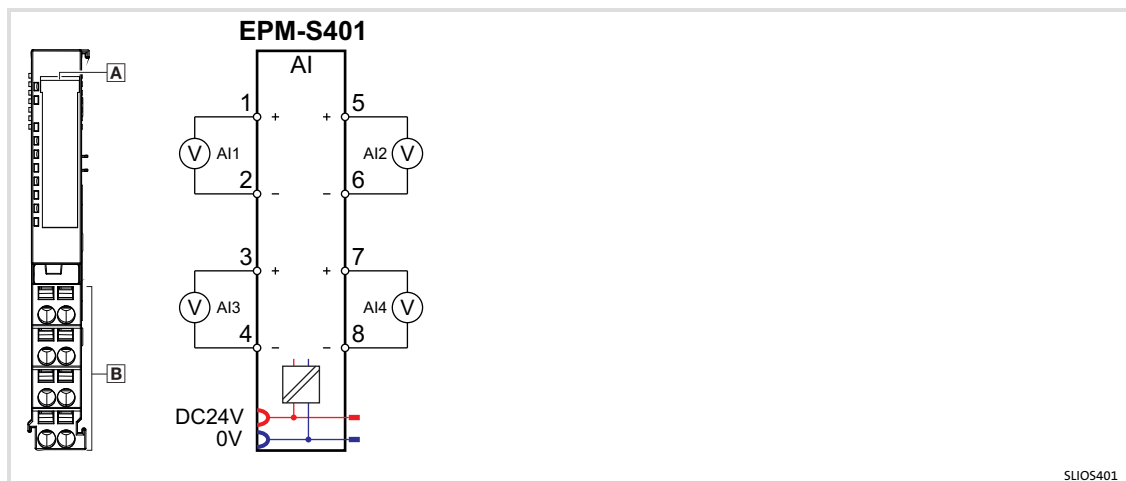 EPM-S401
A
AI
1
5
+ +
V AI1
AI2 V
2
6
– –
3
7
+ +
V AI3
AI4 V
4
8
– –
B
DC24V
0V
SLIOS401